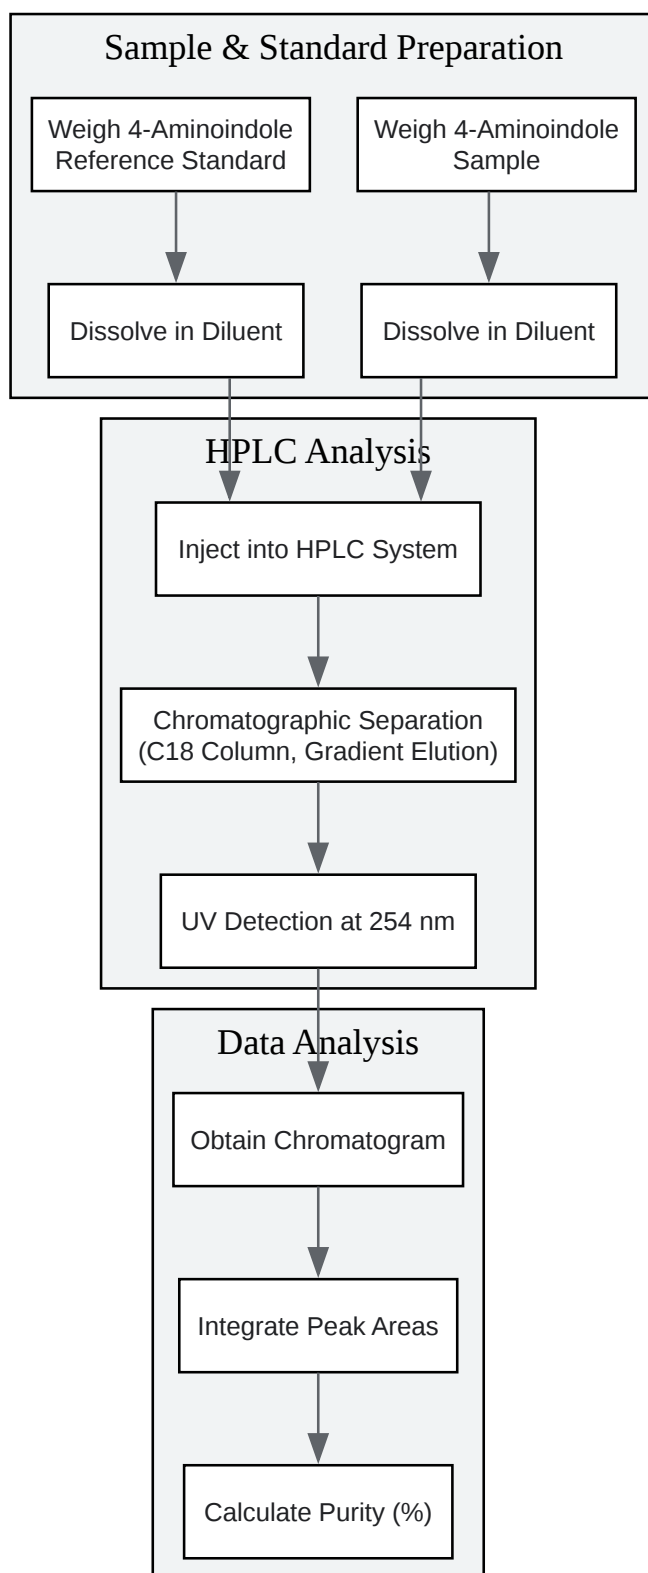 Sample & Standard Preparation
Weigh 4-Aminoindole
Reference Standard
Weigh 4-Aminoindole
Sample
Dissolve in Diluent
Dissolve in Diluent
HPLC Analysis
Inject into HPLC System
Chromatographic Separation
(C18 Column, Gradient Elution)
UV Detection at 254 nm
Data Analysis
Obtain Chromatogram
Integrate Peak Areas
Calculate Purity (%)